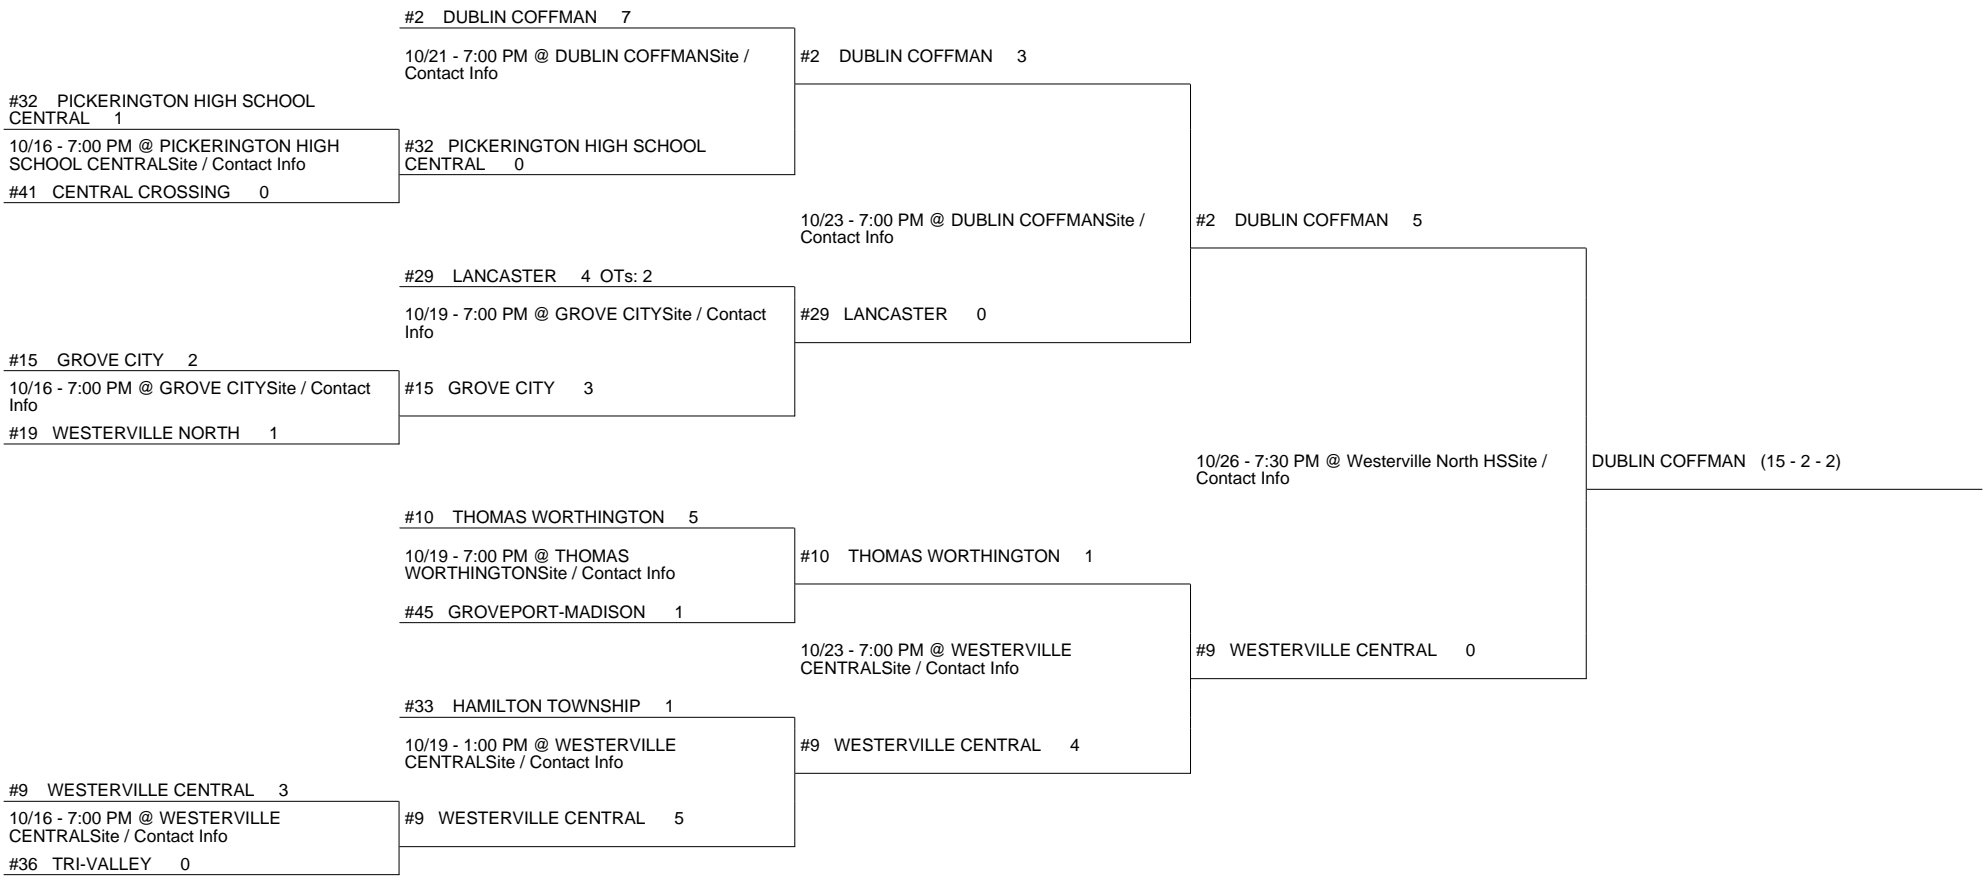 #2 DUBLIN COFFMAN 7
10/21 - 7:00 PM @ DUBLIN COFFMANSite /
Contact Info
#2 DUBLIN COFFMAN 3
#32 PICKERINGTON HIGH SCHOOL
CENTRAL 1
10/16 - 7:00 PM @ PICKERINGTON HIGH
SCHOOL CENTRALSite / Contact Info
#41 CENTRAL CROSSING 0
#32 PICKERINGTON HIGH SCHOOL
CENTRAL 0
10/23 - 7:00 PM @ DUBLIN COFFMANSite /
Contact Info
#2 DUBLIN COFFMAN 5
#29 LANCASTER 4 OTs: 2
10/19 - 7:00 PM @ GROVE CITYSite / Contact
Info
#29 LANCASTER 0
#15 GROVE CITY 2
10/16 - 7:00 PM @ GROVE CITYSite / Contact
Info
#19 WESTERVILLE NORTH 1
#15 GROVE CITY 3
10/26 - 7:30 PM @ Westerville North HSSite /
Contact Info
DUBLIN COFFMAN (15 - 2 - 2)
#10 THOMAS WORTHINGTON 5
10/19 - 7:00 PM @ THOMAS
WORTHINGTONSite / Contact Info
#45 GROVEPORT-MADISON 1
#10 THOMAS WORTHINGTON 1
10/23 - 7:00 PM @ WESTERVILLE
CENTRALSite / Contact Info
#9 WESTERVILLE CENTRAL 0
#33 HAMILTON TOWNSHIP 1
10/19 - 1:00 PM @ WESTERVILLE
CENTRALSite / Contact Info
#9 WESTERVILLE CENTRAL 4
#9 WESTERVILLE CENTRAL 3
10/16 - 7:00 PM @ WESTERVILLE
CENTRALSite / Contact Info
#36 TRI-VALLEY 0
#9 WESTERVILLE CENTRAL 5